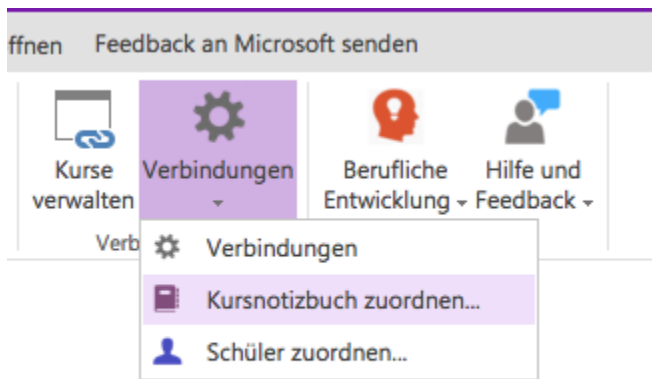 ffnen Feedback an Microsoft senden
Kurse Verbindungen Berufliche Hilfe und
verwalten Entwicklung Feedback
Verb
Verbindungen
Kursnotizbuch zuordnen...
Schüler zuordnen...